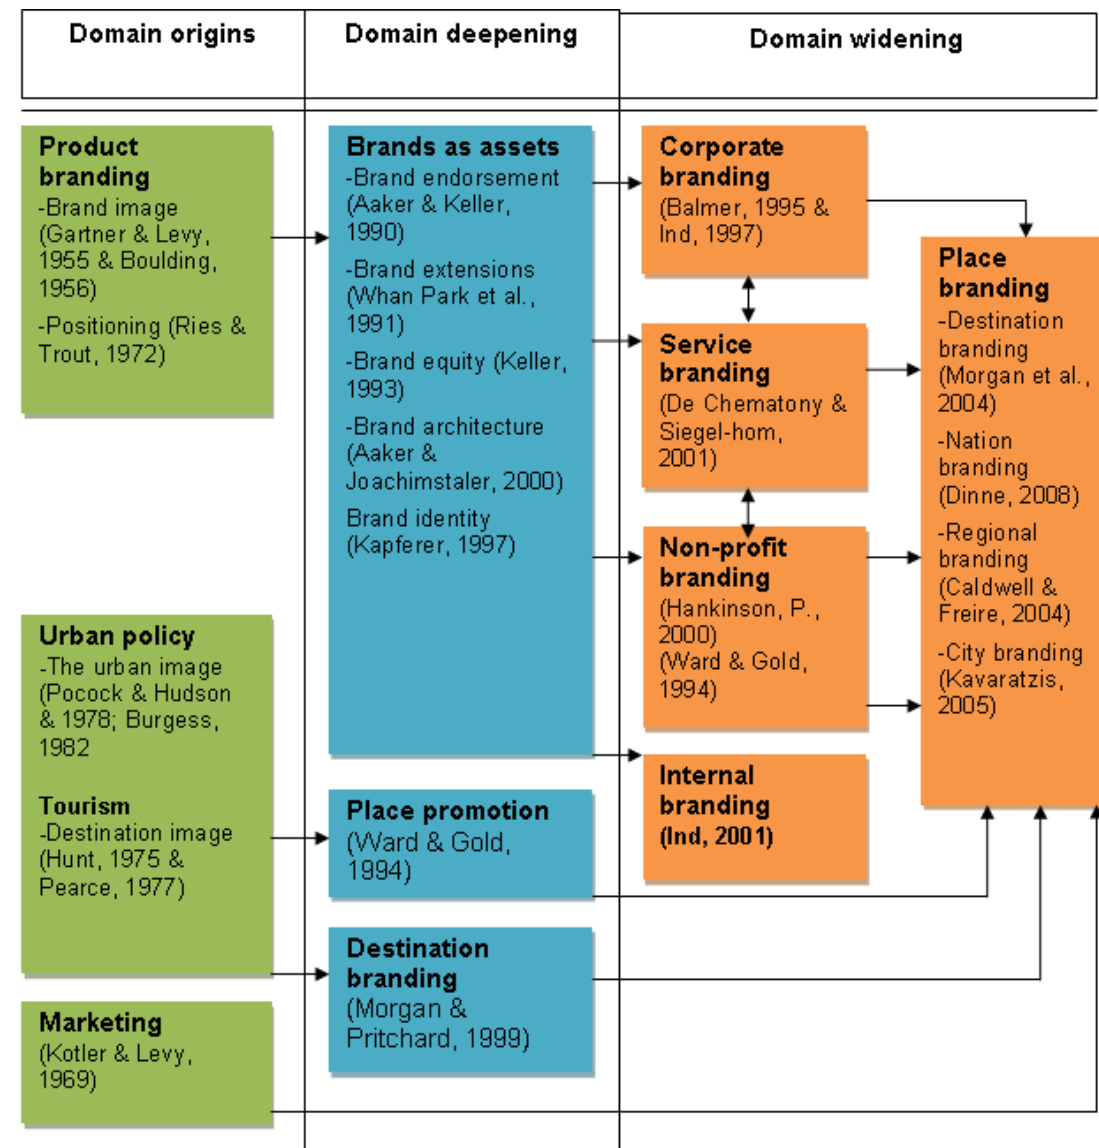 Domain origins
Domain deepening
Domain widening
Product
branding
-Brand image
(Gartner & Levy,
1955 & Boulding,
1956)
-Positioning (Ries &
Trout, 1972)
Urban policy
-The urban image
(Pocock & Hudson
& 1978; Burgess,
1982
Tourism
-Destination image
(Hunt, 1975 &
Pearce, 1977)
Marketing
(Kotler & Levy,
1969)
Brands as assets
-Brand endorsement
(Aaker & Keller,
1990)
-Brand extensions
(Whan Park et al.,
1991)
-Brand equity (Keller,
1993)
-Brand architecture
(Aaker &
Joachimstaler, 2000)
Brand identity
(Kapferer, 1997)
Place promotion
(Ward & Gold,
1994)
Destination
branding
(Morgan &
Pritchard, 1999)
Corporate
branding
(Balmer, 1995 &
Ind, 1997)
Service
branding
(De Chematony &
Siegel-hom,
2001)
Non-profit
branding
(Hankinson, P.,
2000)
(Ward & Gold,
1994)
Internal
branding
(Ind, 2001)
Place
branding
-Destination
branding
(Morgan et al.,
2004)
-Nation
branding
(Dinne, 2008)
-Regional
branding
(Caldwell &
Freire, 2004)
-City branding
(Kavaratzis,
2005)